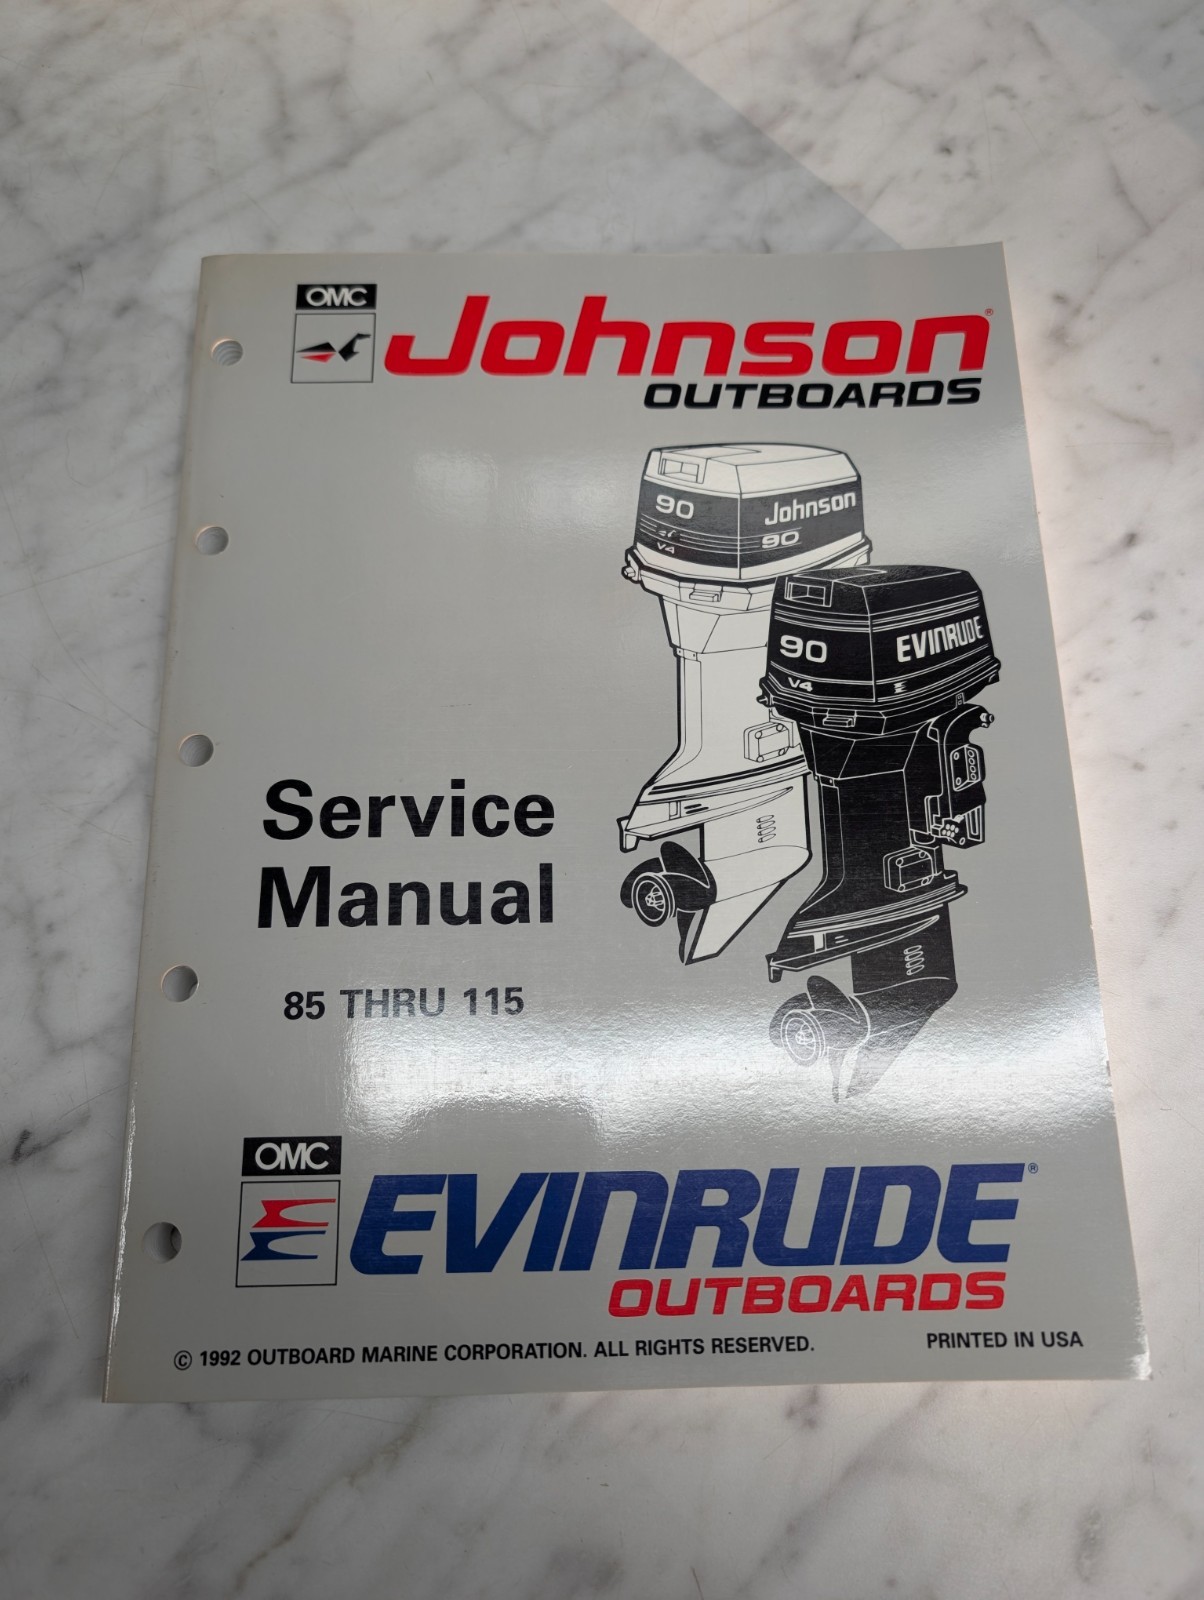 OMC
Johnson®
OUTBOARDS
90
V4
Johnson
90
90
V4
EVINRUDE
Service
Manual
85 THRU 115
OMC
EVINRUDE®
OUTBOARDS
© 1992 OUTBOARD MARINE CORPORATION. ALL RIGHTS RESERVED.
PRINTED IN USA